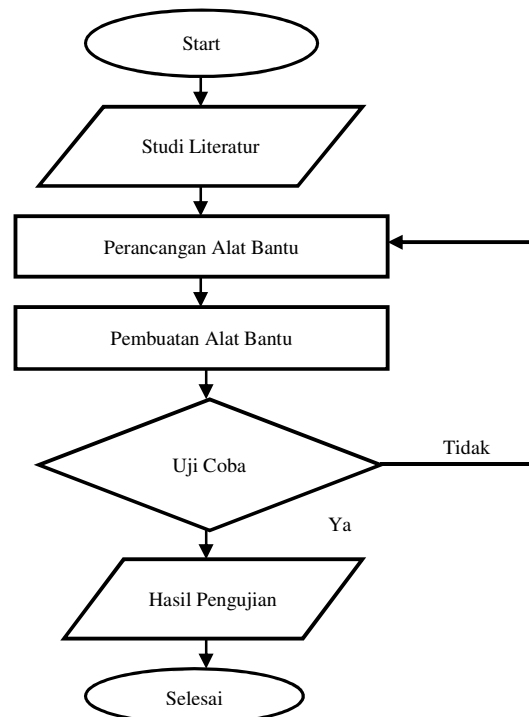 Start
Studi Literatur
Perancangan Alat Bantu
Pembuatan Alat Bantu
Uji Coba
Tidak
Ya
Hasil Pengujian
Selesai